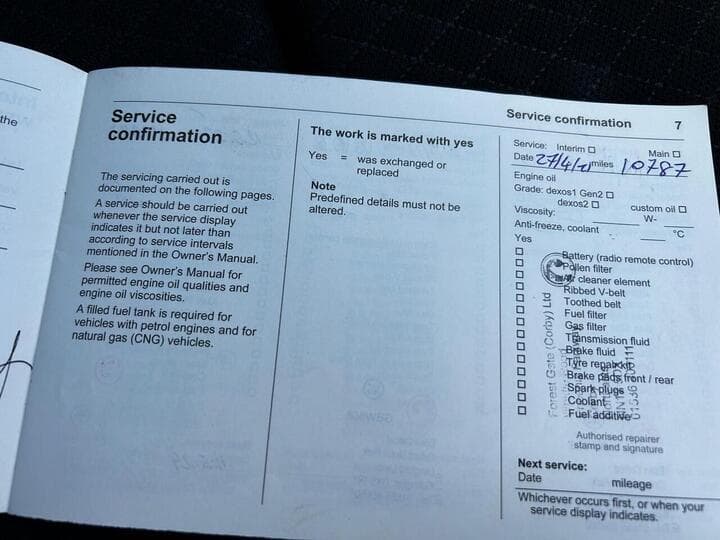 the
Service
confirmation
The servicing carried out is
documented on the following pages.
A service should be carried out
whenever the service display
indicates it but not later than
according to service intervals
mentioned in the Owner's Manual.
Please see Owner's Manual for
permitted engine oil qualities and
engine oil viscosities.
A filled fuel tank is required for
vehicles with petrol engines and for
natural gas (CNG) vehicles.
The work is marked with yes
Yes = was exchanged or
replaced
Note
Predefined details must not be
altered.
Service confirmation 7
Service: Interim ☐ Main ☐
Date 27/4/21 miles 10787
Engine oil
Grade: dexos1 Gen2 ☐
dexos2 ☐ custom oil ☐
Viscosity: W-
Anti-freeze, coolant °C
Yes
☐ Battery (radio remote control)
☐ Pollen filter
☐ Air cleaner element
☐ Ribbed V-belt
☐ Toothed belt
☐ Fuel filter
☐ Gas filter
☐ Transmission fluid
☐ Brake fluid
☐ Tyre repair kit
☐ Brake pads front / rear
☐ Spark plugs
☐ Coolant
☐ Fuel additive
Forest Gate (Corby) Ltd
Authorised repairer
stamp and signature
Next service:
Date mileage
Whichever occurs first, or when your
service display indicates.